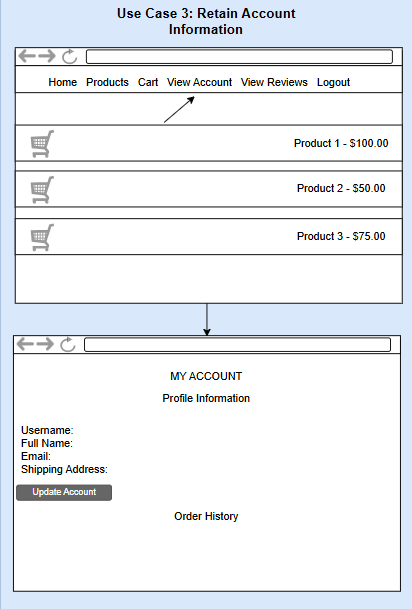 Use Case 3: Retain Account
Information
Home Products Cart View Account View Reviews Logout
Product 1 - $100.00
Product 2 - $50.00
Product 3 - $75.00
MY ACCOUNT
Profile Information
Username:
Full Name:
Email:
Shipping Address:
Update Account
Order History